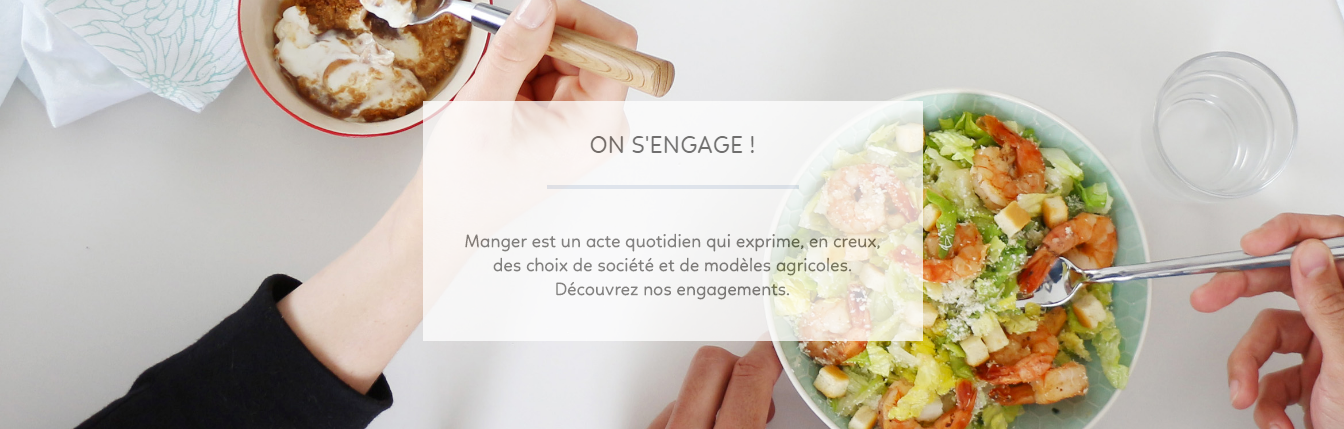 ON S'ENGAGE !
Manger est un acte quotidien qui exprime, en creux,
des choix de société et de modèles agricoles.
Découvrez nos engagements.